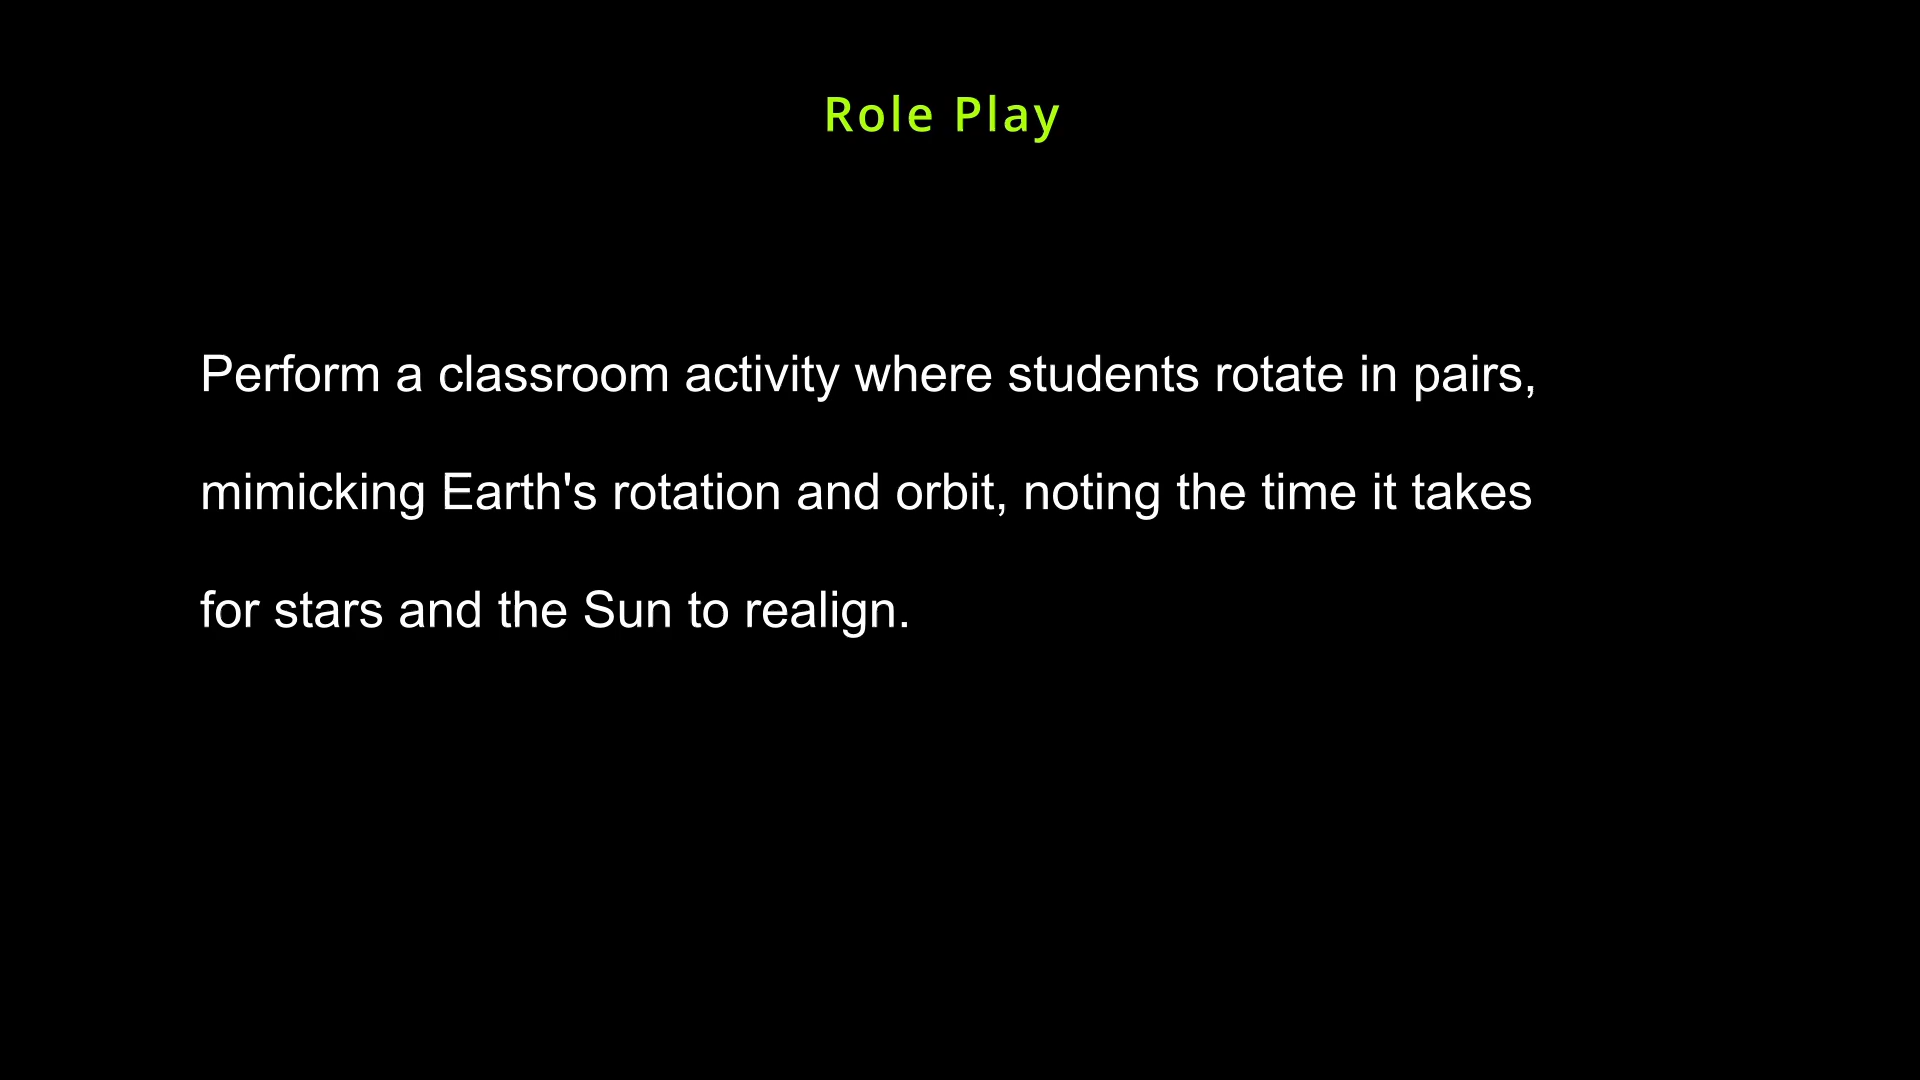 Role Play
Perform a classroom activity where students rotate in pairs,
mimicking Earth's rotation and orbit, noting the time it takes
for stars and the Sun to realign.